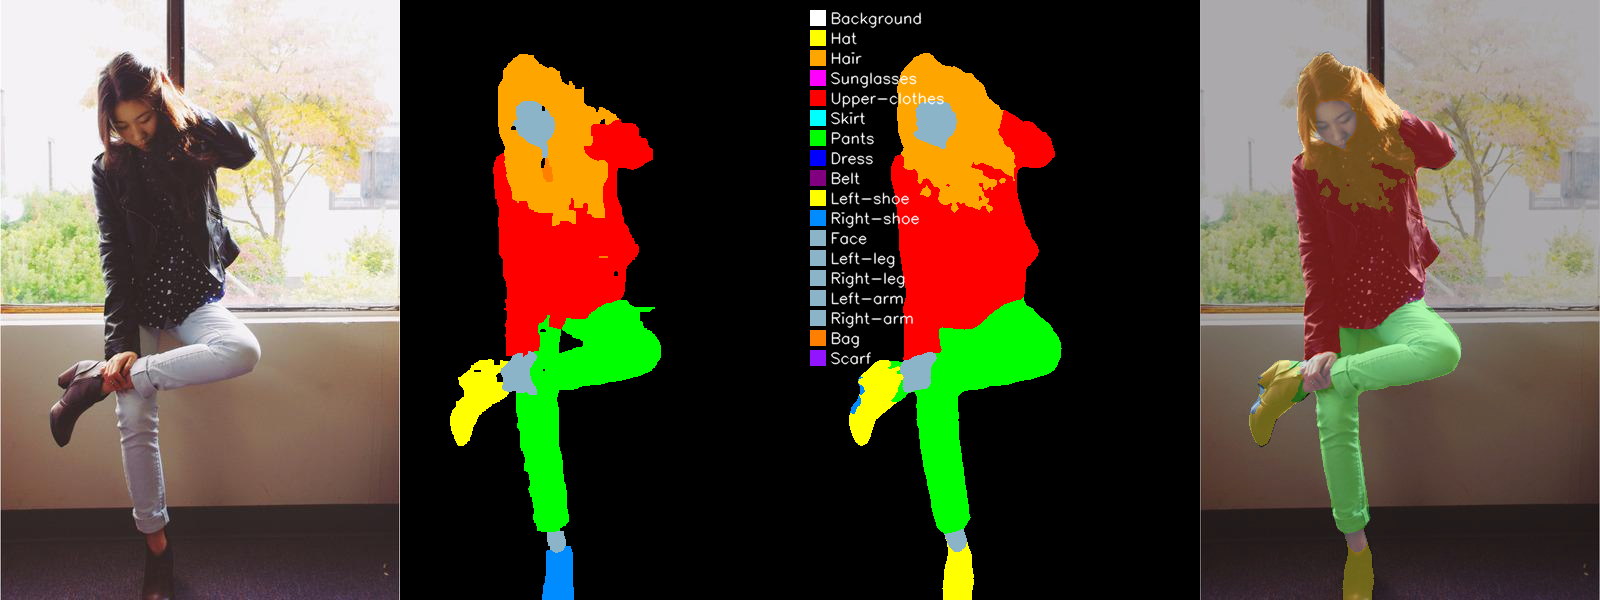 Background
Hat
Hair
Sunglasses
Upper-clothes
Skirt
Pants
Dress
Belt
Left-shoe
Right-shoe
Face
Left-leg
Right-leg
Left-arm
Right-arm
Bag
Scarf